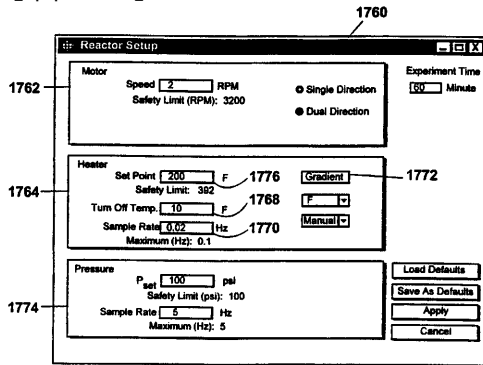 1760
Reactor Setup
Motor
Speed 2 RPM
Safety Limit (RPM): 3200
Single Direction
Dual Direction
Experiment Time
60 Minute
1762
Heater
Set Point 200 F 1776
Safety Limit: 392
Turn Off Temp. 10 F 1768
Sample Rate 0.02 Hz 1770
Maximum (Hz): 0.1
Gradient 1772
F
Manual
1764
Pressure
Pset 100 psi
Safety Limit (psi): 100
Sample Rate 5 Hz
Maximum (Hz): 5
1774
Load Defaults
Save As Defaults
Apply
Cancel